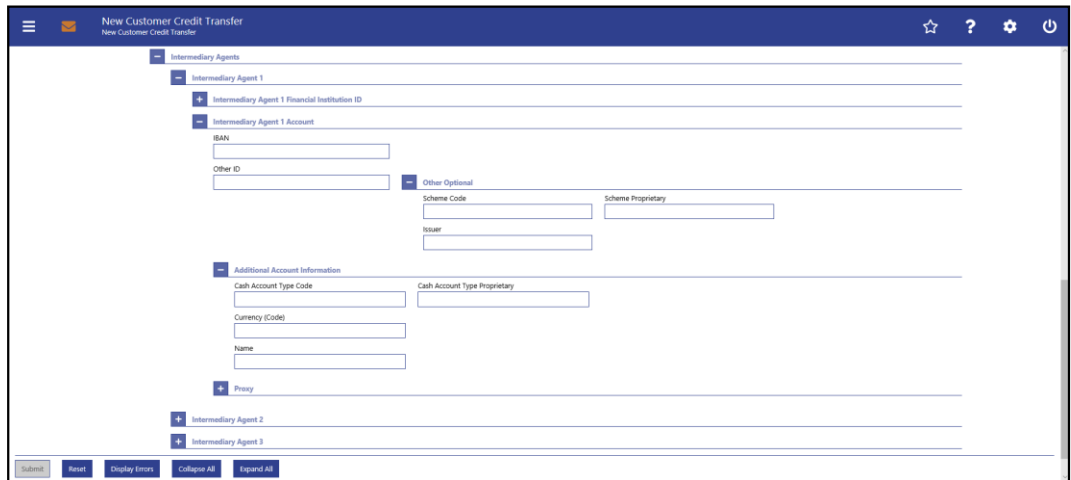 New Customer Credit Transfer
New Customer Credit Transfer
Intermediary Agents
Intermediary Agent 1
Intermediary Agent 1 Financial Institution ID
Intermediary Agent 1 Account
IBAN
Other ID
Other Optional
Scheme Code Scheme Proprietary
Issuer
Additional Account Information
Cash Account Type Code Cash Account Type Proprietary
Currency (Code)
Name
Proxy
Intermediary Agent 2
Intermediary Agent 3
Submit Reset Display Errors Collapse All Expand All